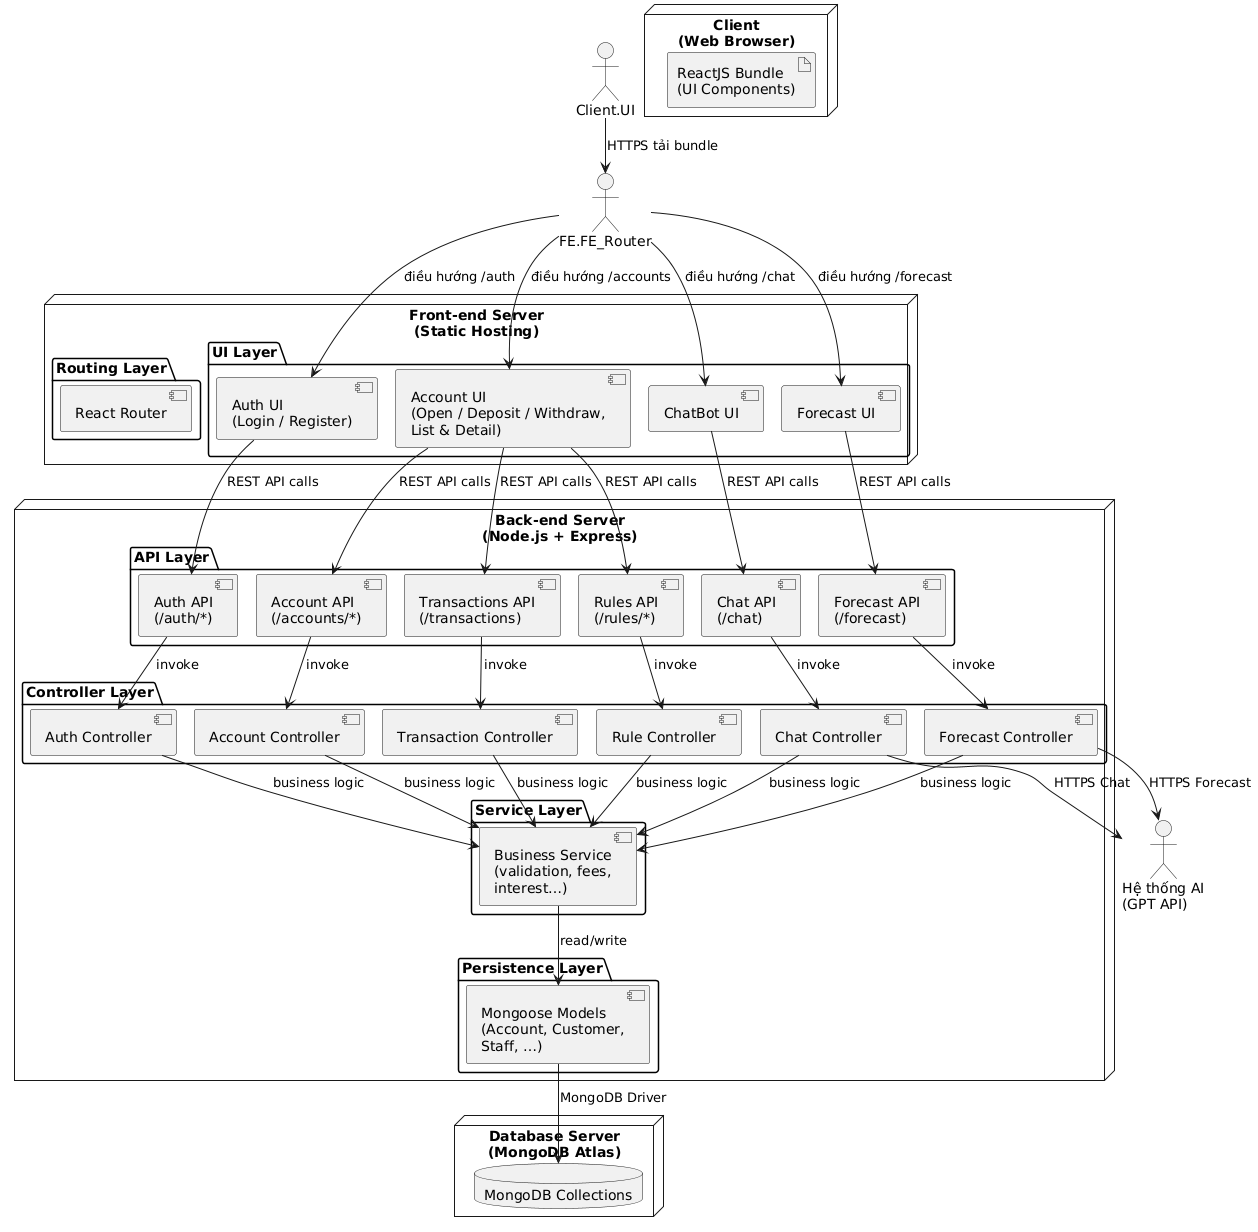 Client
(Web Browser)
ReactJS Bundle
(UI Components)
Client.UI
HTTPS tải bundle
FE.FE_Router
điều hướng /auth
điều hướng /accounts
điều hướng /chat
điều hướng /forecast
Front-end Server
(Static Hosting)
Routing Layer
React Router
UI Layer
Auth UI
(Login / Register)
Account UI
(Open / Deposit / Withdraw,
List & Detail)
ChatBot UI
Forecast UI
REST API calls
REST API calls
REST API calls
REST API calls
REST API calls
REST API calls
Back-end Server
(Node.js + Express)
API Layer
Auth API
(/auth/*)
Account API
(/accounts/*)
Transactions API
(/transactions)
Rules API
(/rules/*)
Chat API
(/chat)
Forecast API
(/forecast)
invoke
invoke
invoke
invoke
invoke
invoke
Controller Layer
Auth Controller
Account Controller
Transaction Controller
Rule Controller
Chat Controller
Forecast Controller
business logic
business logic
business logic
business logic
business logic
business logic
HTTPS Chat
HTTPS Forecast
Service Layer
Business Service
(validation, fees,
interest…)
Hệ thống AI
(GPT API)
read/write
Persistence Layer
Mongoose Models
(Account, Customer,
Staff, …)
MongoDB Driver
Database Server
(MongoDB Atlas)
MongoDB Collections